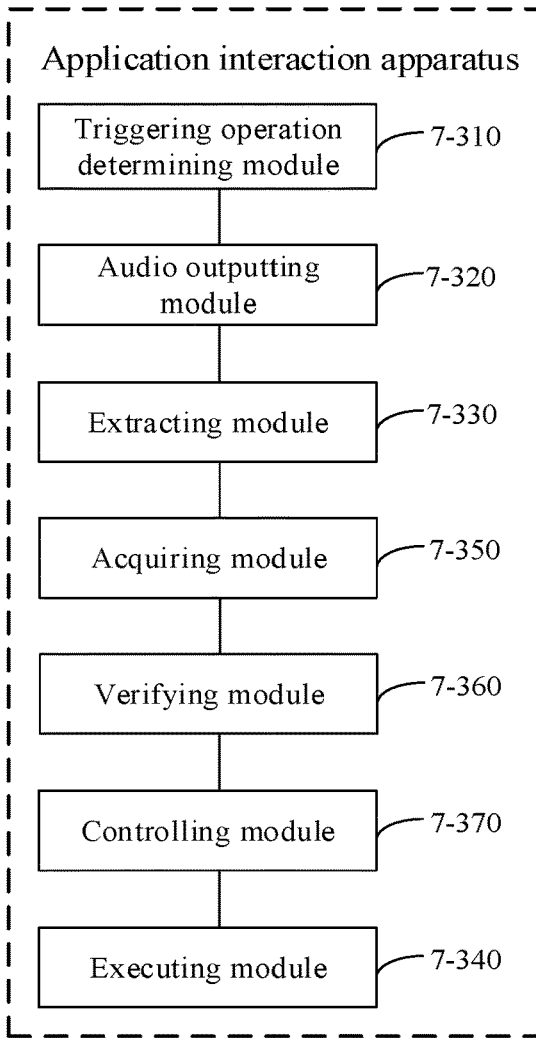 Application interaction apparatus
Triggering operation
determining module
7-310
Audio outputting
module
7-320
Extracting module
7-330
Acquiring module
7-350
Verifying module
7-360
Controlling module
7-370
Executing module
7-340